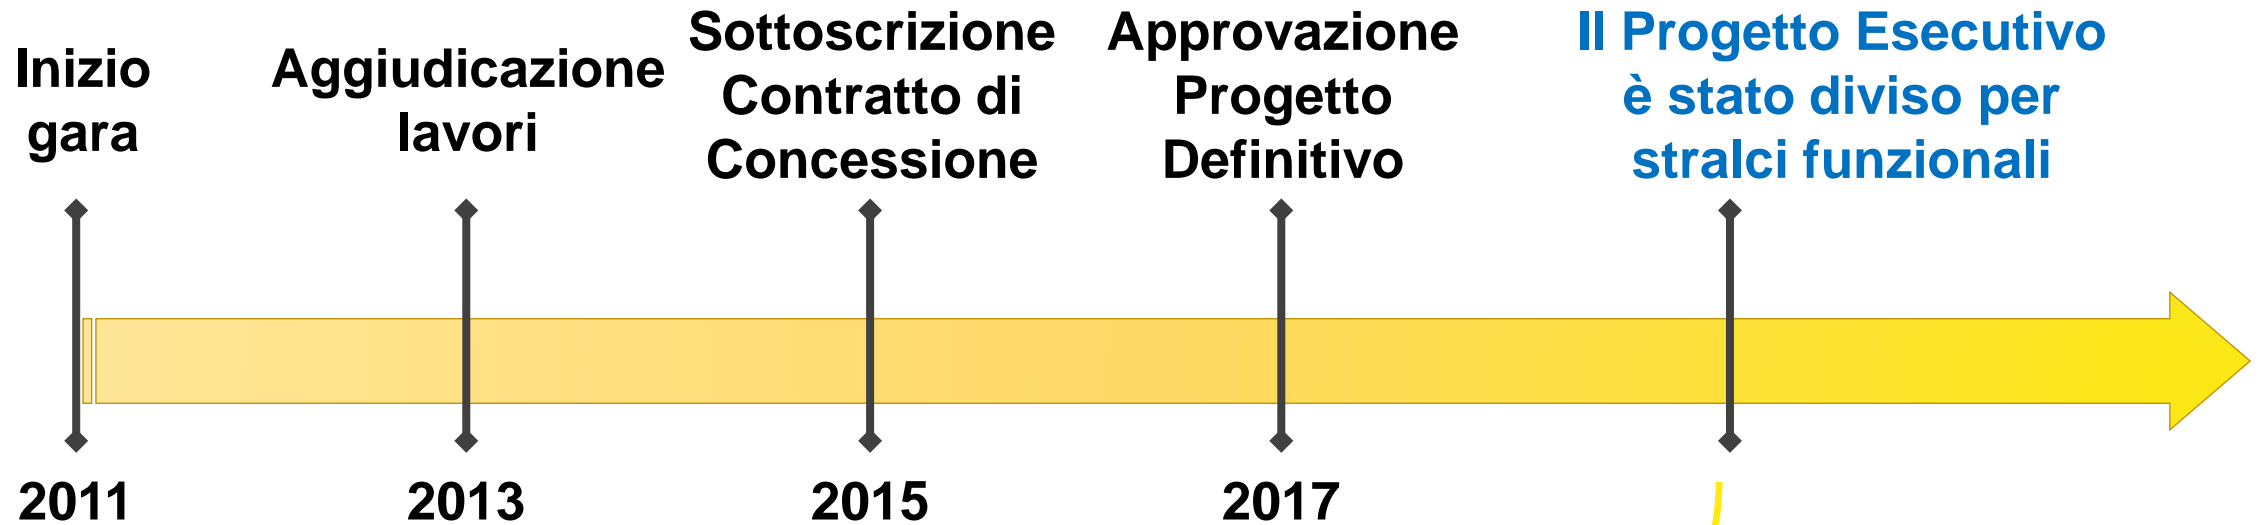 Inizio
gara
Aggiudicazione
lavori
Sottoscrizione
Contratto di
Concessione
Approvazione
Progetto
Definitivo
Il Progetto Esecutivo
è stato diviso per
stralci funzionali
2011
2013
2015
2017